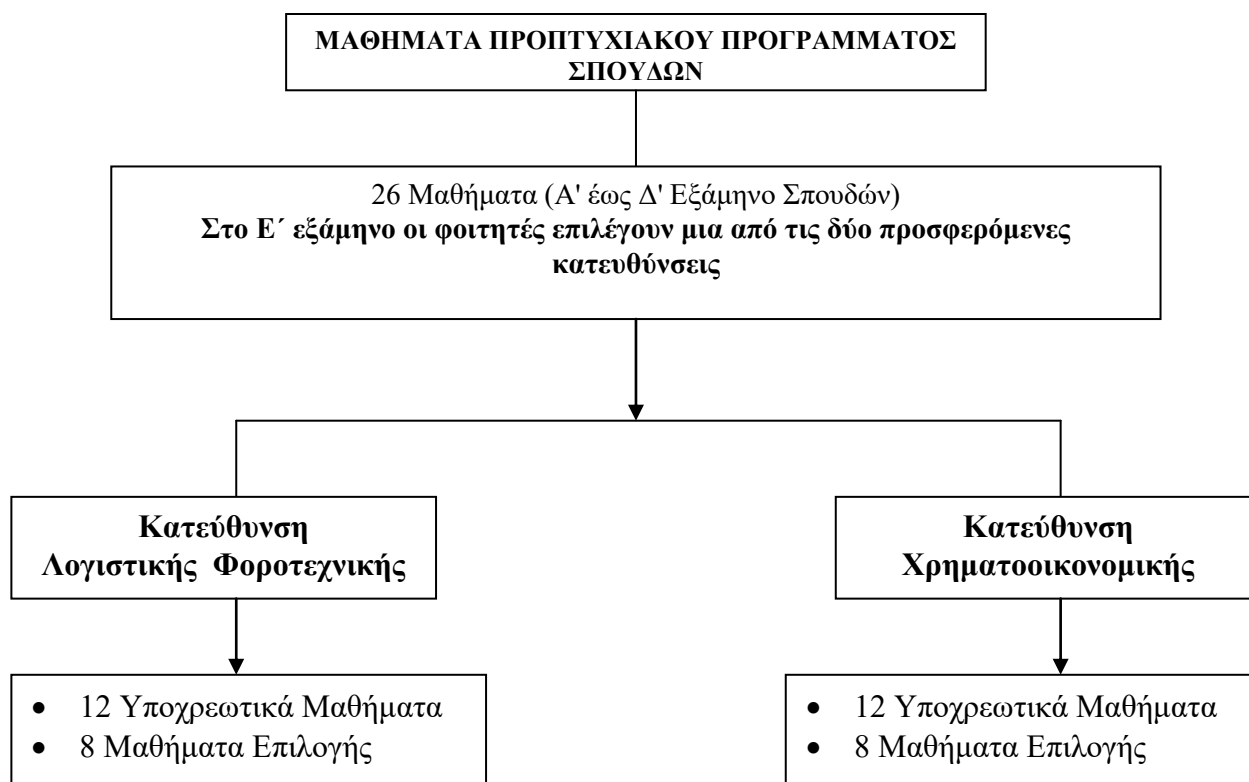 ΜΑΘΗΜΑΤΑ ΠΡΟΠΤΥΧΙΑΚΟΥ ΠΡΟΓΡΑΜΜΑΤΟΣ
ΣΠΟΥΔΩΝ
26 Μαθήματα (Α' έως Δ' Εξάμηνο Σπουδών)
Στο Ε΄ εξάμηνο οι φοιτητές επιλέγουν μια από τις δύο προσφερόμενες
κατευθύνσεις
Κατεύθυνση
Λογιστικής Φοροτεχνικής
Κατεύθυνση
Χρηματοοικονομικής
• 12 Υποχρεωτικά Μαθήματα
• 8 Μαθήματα Επιλογής
• 12 Υποχρεωτικά Μαθήματα
• 8 Μαθήματα Επιλογής